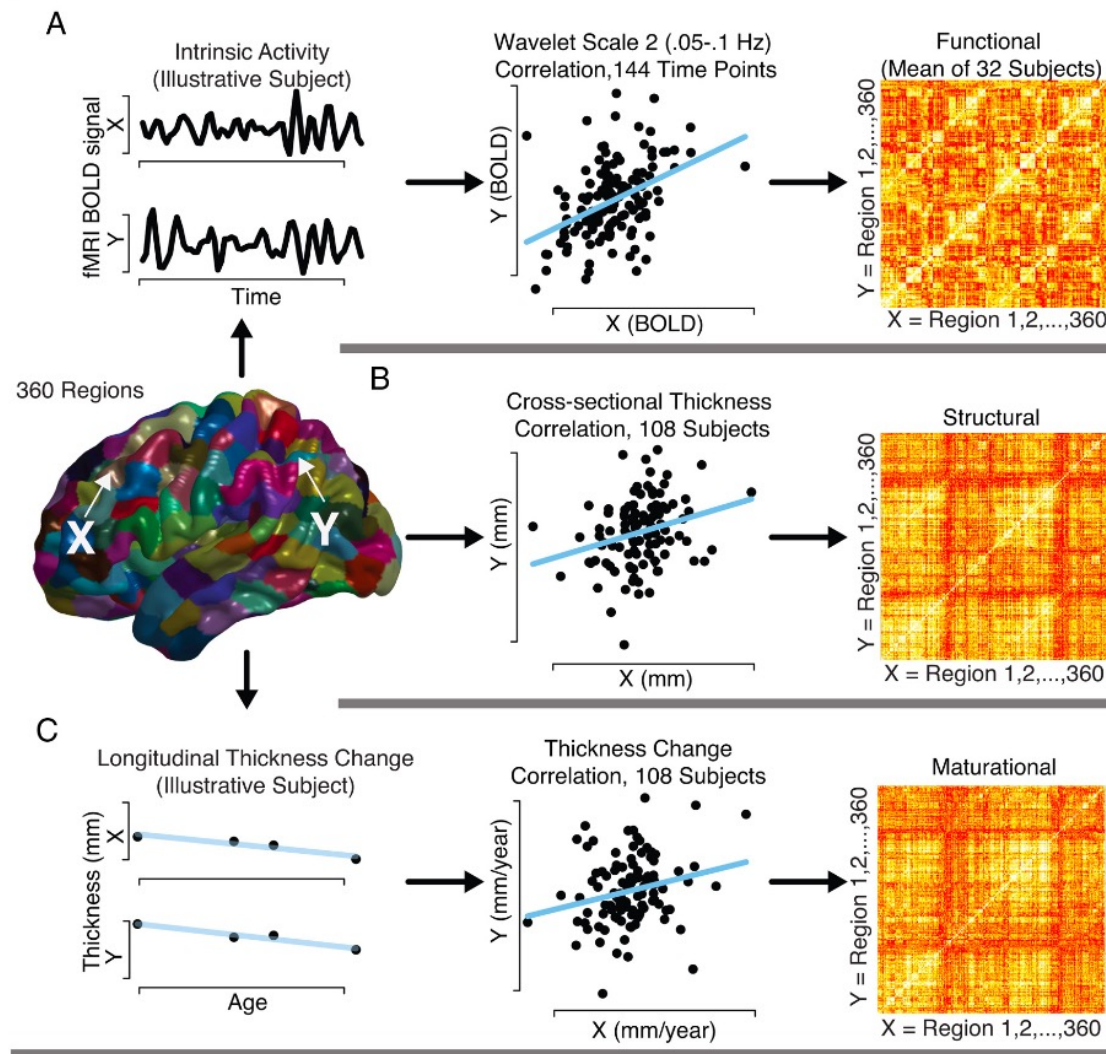 A
Intrinsic Activity
(Illustrative Subject)
fMRI BOLD signal
X
Y
Time
Wavelet Scale 2 (.05-.1 Hz)
Correlation,144 Time Points
Y (BOLD)
X (BOLD)
Functional
(Mean of 32 Subjects)
Y = Region 1,2,...,360
X = Region 1,2,...,360
360 Regions
X
Y
B
Cross-sectional Thickness
Correlation, 108 Subjects
Y (mm)
X (mm)
Structural
Y = Region 1,2,...,360
X = Region 1,2,...,360
C
Longitudinal Thickness Change
(Illustrative Subject)
Thickness (mm)
X
Y
Age
Thickness Change
Correlation, 108 Subjects
Y (mm/year)
X (mm/year)
Maturational
Y = Region 1,2,...,360
X = Region 1,2,...,360